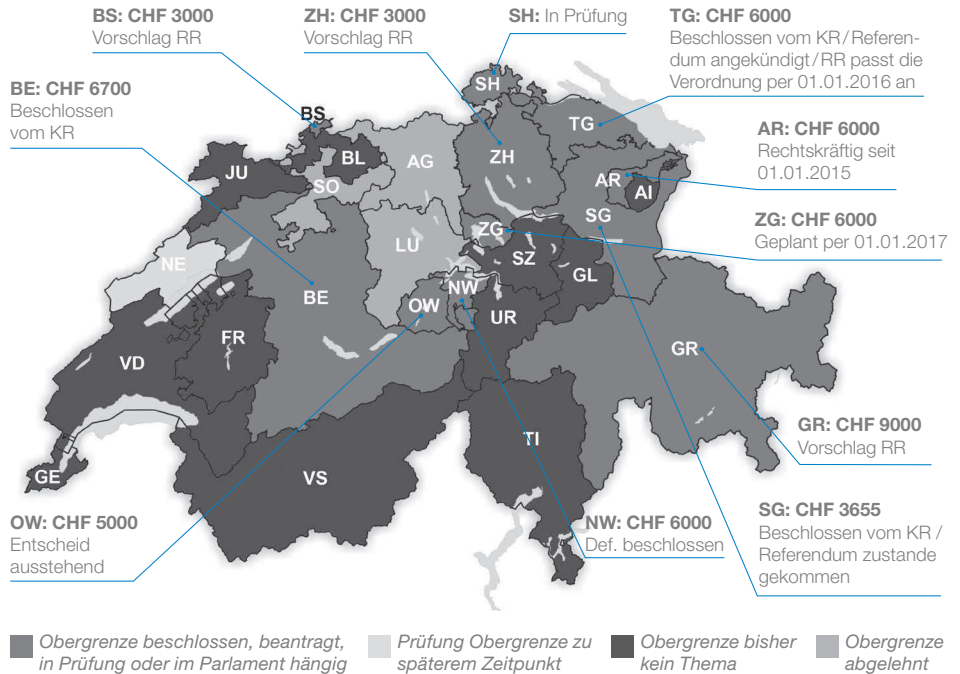 BS: CHF 3000
Vorschlag RR
ZH: CHF 3000
Vorschlag RR
SH: In Prüfung
TG: CHF 6000
Beschlossen vom KR/Referen-
dum angekündigt/RR passt die
Verordnung per 01.01.2016 an
BE: CHF 6700
Beschlossen
vom KR
AR: CHF 6000
Rechtskräftig seit
01.01.2015
ZG: CHF 6000
Geplant per 01.01.2017
SH
BS
TG
BL
AG
ZH
JU
SO
AR
AI
SG
ZG
LU
NE
SZ
GL
NW
BE
OW
UR
FR
VD
GR
TI
GE
VS
GR: CHF 9000
Vorschlag RR
OW: CHF 5000
Entscheid
ausstehend
NW: CHF 6000
Def. beschlossen
SG: CHF 3655
Beschlossen vom KR/
Referendum zustande
gekommen
Obergrenze beschlossen, beantragt,
in Prüfung oder im Parlament hängig
Prüfung Obergrenze zu
späterem Zeitpunkt
Obergrenze bisher
kein Thema
Obergrenze
abgelehnt